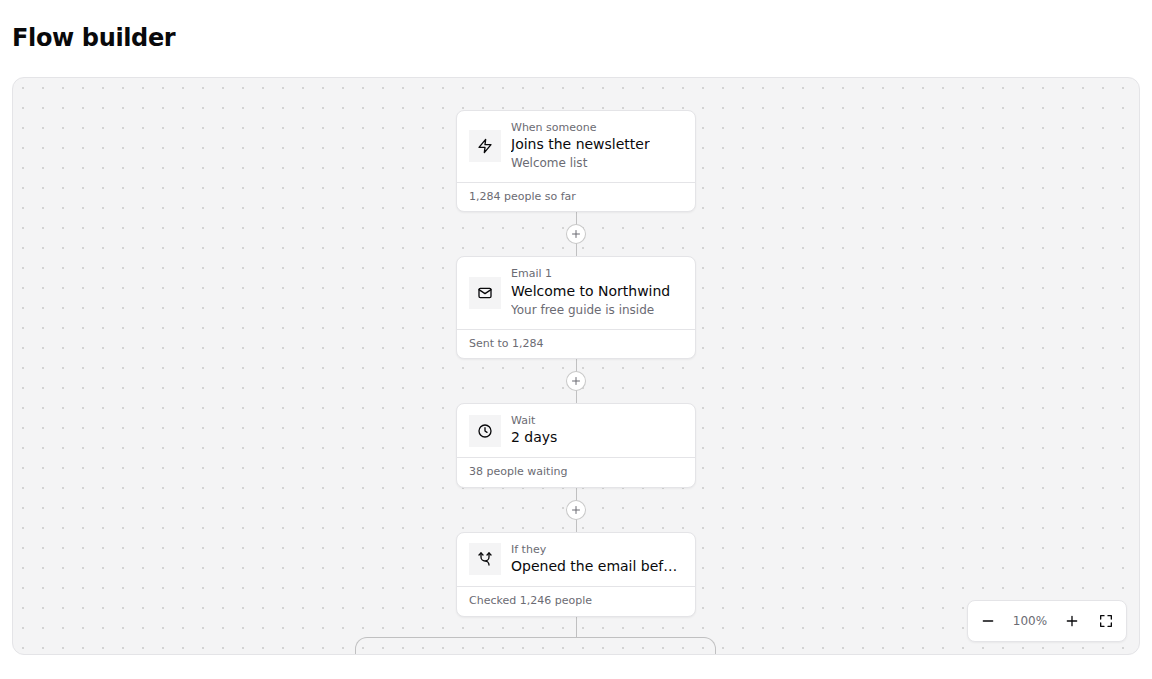 Flow builder
When someone
Joins the newsletter
Welcome list
1,284 people so far
Email 1
Welcome to Northwind
Your free guide is inside
Sent to 1,284
Wait
2 days
38 people waiting
If they
Opened the email bef…
Checked 1,246 people
100%